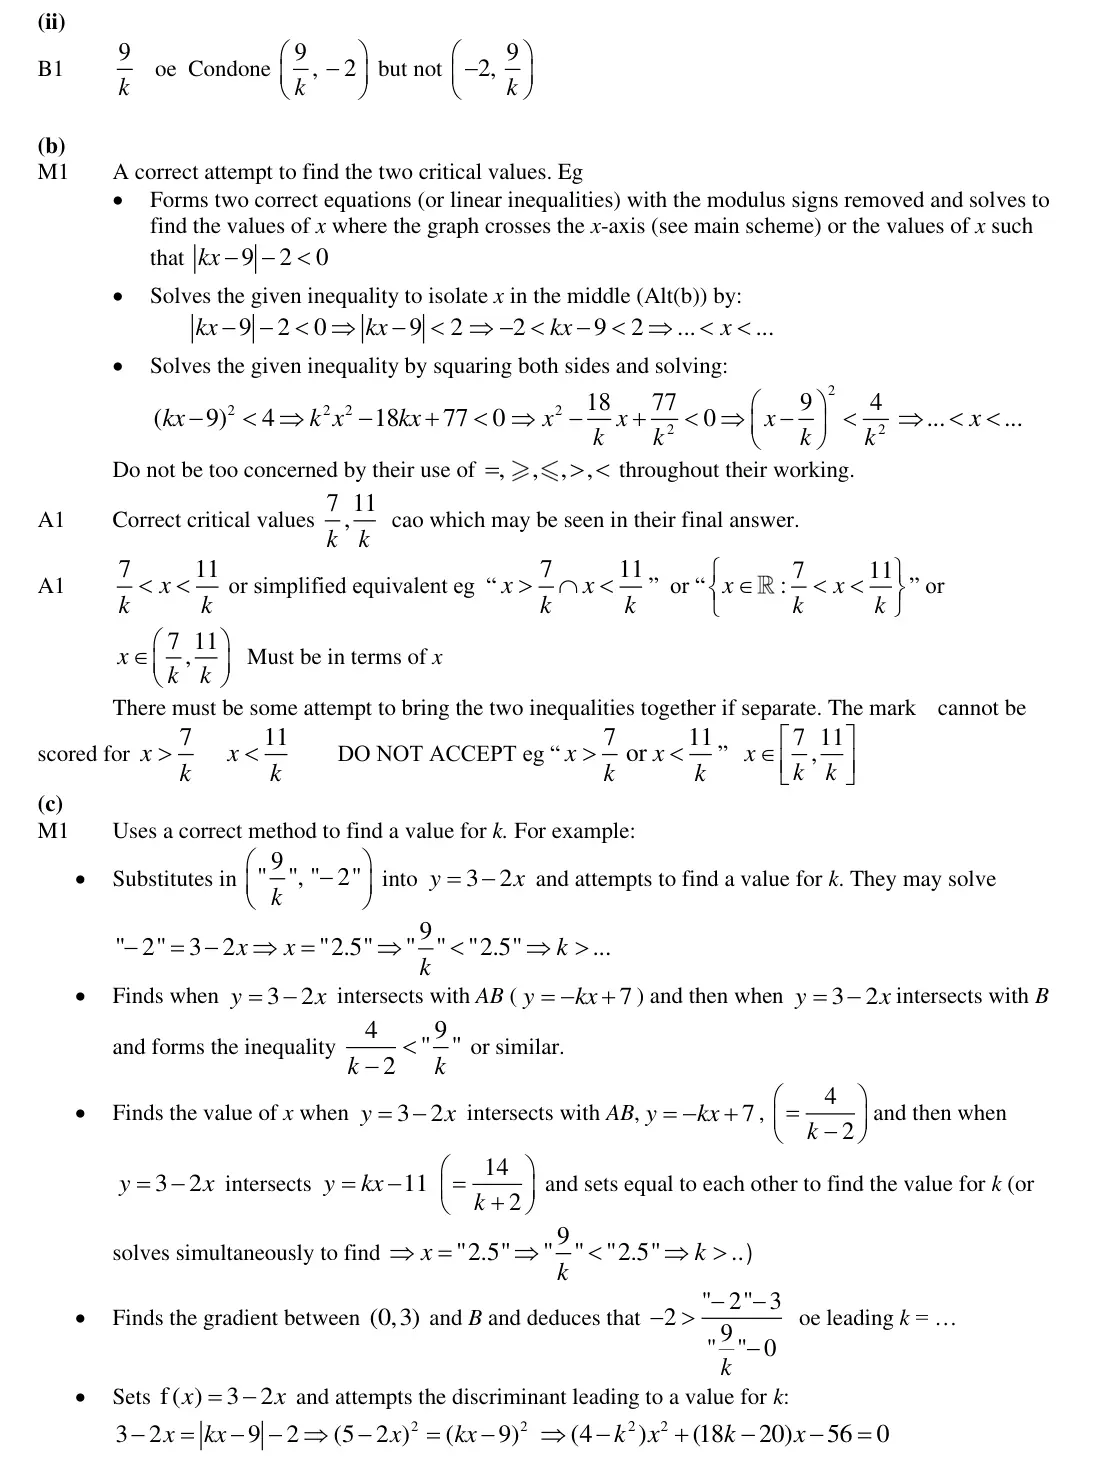 (ii)
B1 9/k oe Condone (9/k, −2) but not (−2, 9/k)
(b)
M1 A correct attempt to find the two critical values. Eg
• Forms two correct equations (or linear inequalities) with the modulus signs removed and solves to
find the values of x where the graph crosses the x-axis (see main scheme) or the values of x such
that |kx−9|−2<0
• Solves the given inequality to isolate x in the middle (Alt(b)) by:
|kx−9|−2<0⇒|kx−9|<2⇒−2<kx−9<2⇒...<x<...
• Solves the given inequality by squaring both sides and solving:
(kx−9)²<4⇒k²x²−18kx+77<0⇒x²−18/k x+77/k²<0⇒(x−9/k)²<4/k²⇒...<x<...
Do not be too concerned by their use of =,⩾,⩽,>,< throughout their working.
A1 Correct critical values 7/k, 11/k cao which may be seen in their final answer.
A1 7/k<x<11/k or simplified equivalent eg “x>7/k∩x<11/k” or “{x∈ℝ:7/k<x<11/k}” or
x∈(7/k, 11/k) Must be in terms of x
There must be some attempt to bring the two inequalities together if separate. The mark cannot be
scored for x>7/k x<11/k DO NOT ACCEPT eg “x>7/k or x<11/k” x∈[7/k, 11/k]
(c)
M1 Uses a correct method to find a value for k. For example:
• Substitutes in ("9/k", "−2") into y=3−2x and attempts to find a value for k. They may solve
"−2"=3−2x⇒x="2.5"⇒"9/k"<"2.5"⇒k>...
• Finds when y=3−2x intersects with AB (y=−kx+7) and then when y=3−2x intersects with B
and forms the inequality 4/(k−2)<"9/k" or similar.
• Finds the value of x when y=3−2x intersects with AB, y=−kx+7, (=4/(k−2)) and then when
y=3−2x intersects y=kx−11 (=14/(k+2)) and sets equal to each other to find the value for k (or
solves simultaneously to find ⇒x="2.5"⇒"9/k"<"2.5"⇒k>..)
• Finds the gradient between (0,3) and B and deduces that −2>("−2"−3)/("9/k"−0) oe leading k = …
• Sets f(x)=3−2x and attempts the discriminant leading to a value for k:
3−2x=|kx−9|−2⇒(5−2x)²=(kx−9)²⇒(4−k²)x²+(18k−20)x−56=0